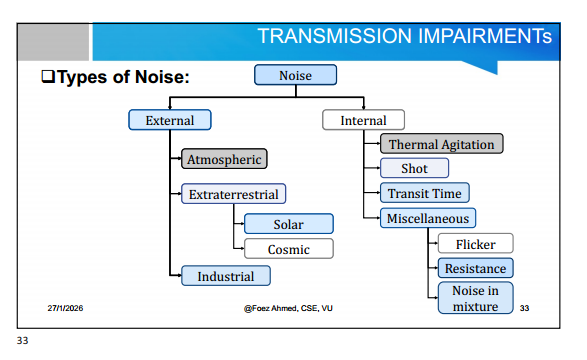 TRANSMISSION IMPAIRMENTs
❑Types of Noise:
Noise
External
Internal
Atmospheric
Thermal Agitation
Extraterrestrial
Shot
Transit Time
Solar
Miscellaneous
Cosmic
Flicker
Industrial
Resistance
Noise in
mixture
27/1/2026
@Foez Ahmed, CSE, VU
33
33